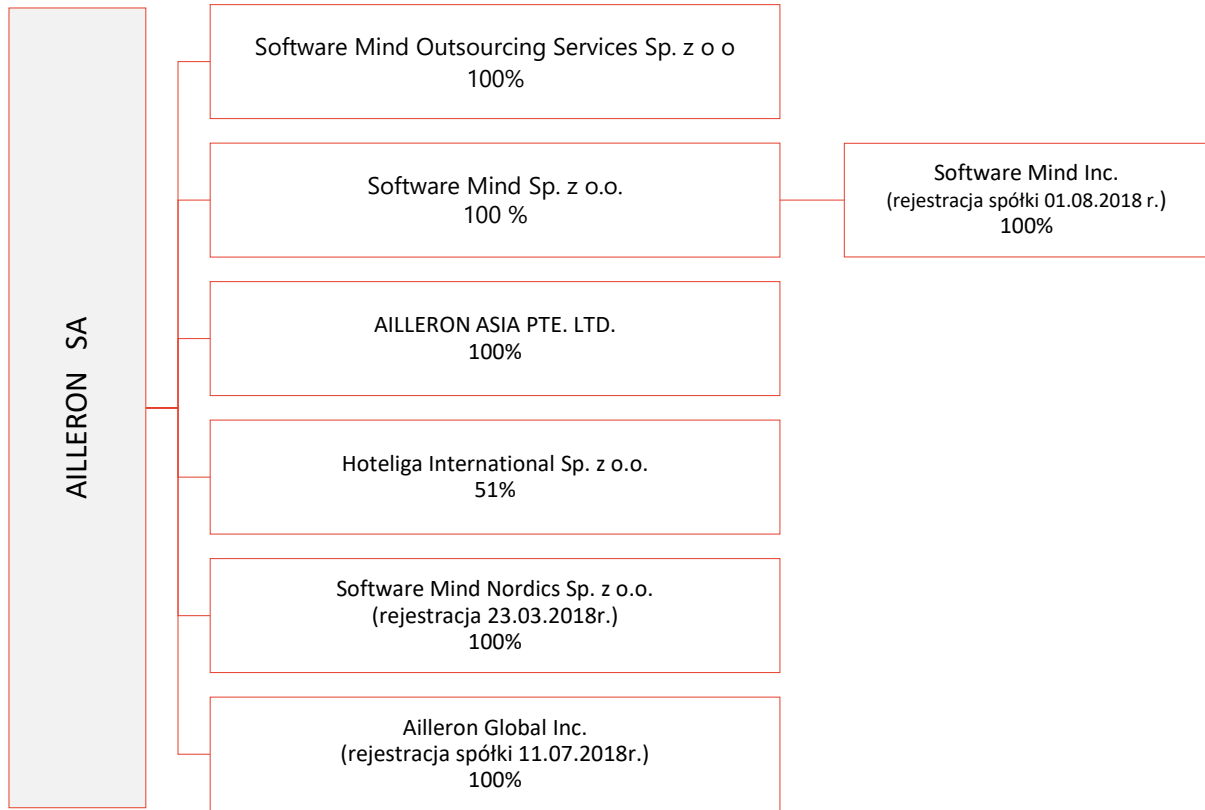 AILLERON SA
Software Mind Outsourcing Services Sp. z o o
100%
Software Mind Sp. z o.o.
100 %
Software Mind Inc.
(rejestracja spółki 01.08.2018 r.)
100%
AILLERON ASIA PTE. LTD.
100%
Hoteliga International Sp. z o.o.
51%
Software Mind Nordics Sp. z o.o.
(rejestracja 23.03.2018r.)
100%
Ailleron Global Inc.
(rejestracja spółki 11.07.2018r.)
100%